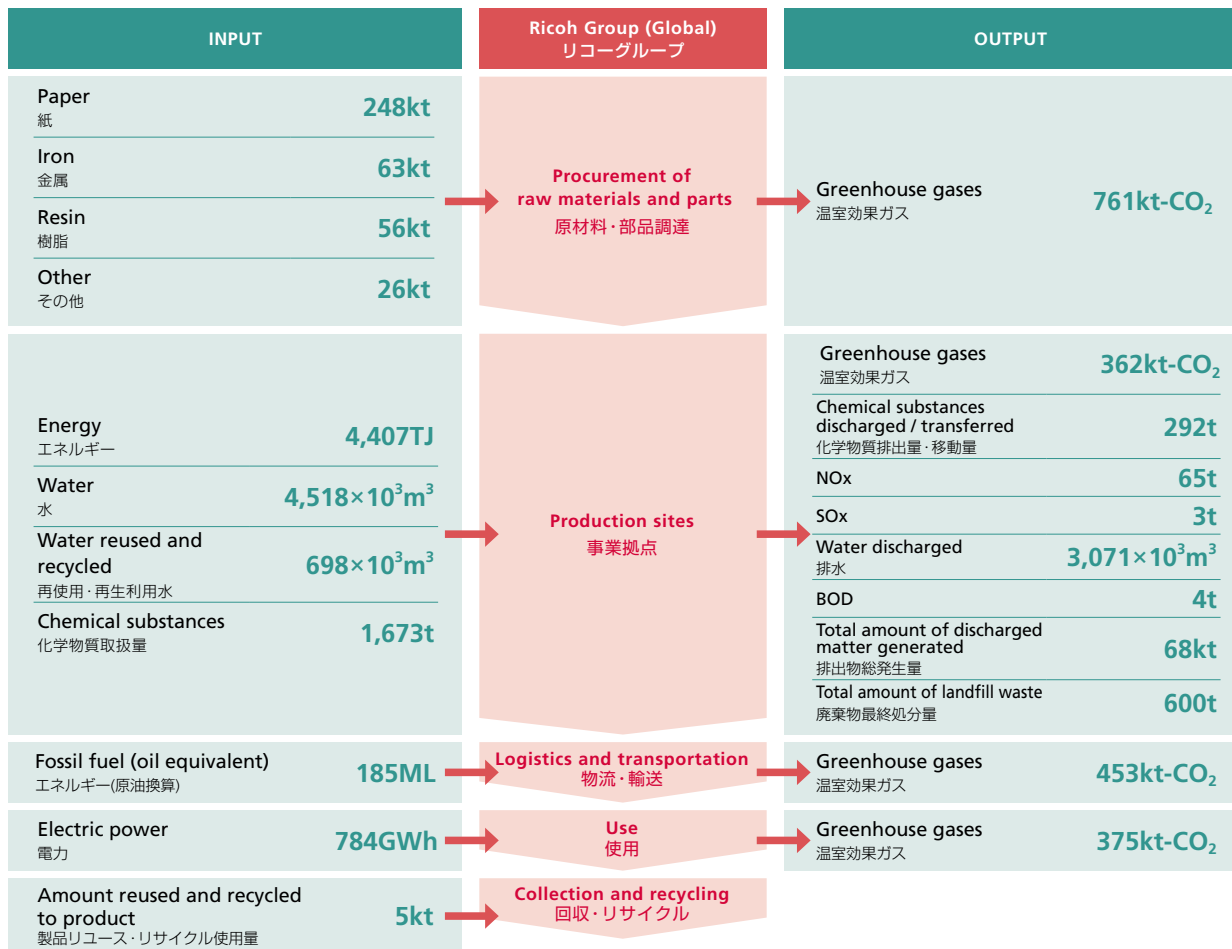 INPUT
Ricoh Group (Global)
リコーグループ
OUTPUT
Paper
紙
248kt
Iron
金属
63kt
Resin
樹脂
56kt
Other
その他
26kt
Procurement of
raw materials and parts
原材料・部品調達
Greenhouse gases
温室効果ガス
761kt-CO₂
Energy
エネルギー
4,407TJ
Water
水
4,518×10³m³
Water reused and
recycled
再使用・再生利用水
698×10³m³
Chemical substances
化学物質取扱量
1,673t
Production sites
事業拠点
Greenhouse gases
温室効果ガス
362kt-CO₂
Chemical substances
discharged / transferred
化学物質排出量・移動量
292t
NOx
65t
SOx
3t
Water discharged
排水
3,071×10³m³
BOD
4t
Total amount of discharged
matter generated
排出物総発生量
68kt
Total amount of landfill waste
廃棄物最終処分量
600t
Fossil fuel (oil equivalent)
エネルギー(原油換算)
185ML
Logistics and transportation
物流・輸送
Greenhouse gases
温室効果ガス
453kt-CO₂
Electric power
電力
784GWh
Use
使用
Greenhouse gases
温室効果ガス
375kt-CO₂
Amount reused and recycled
to product
製品リユース・リサイクル使用量
5kt
Collection and recycling
回収・リサイクル